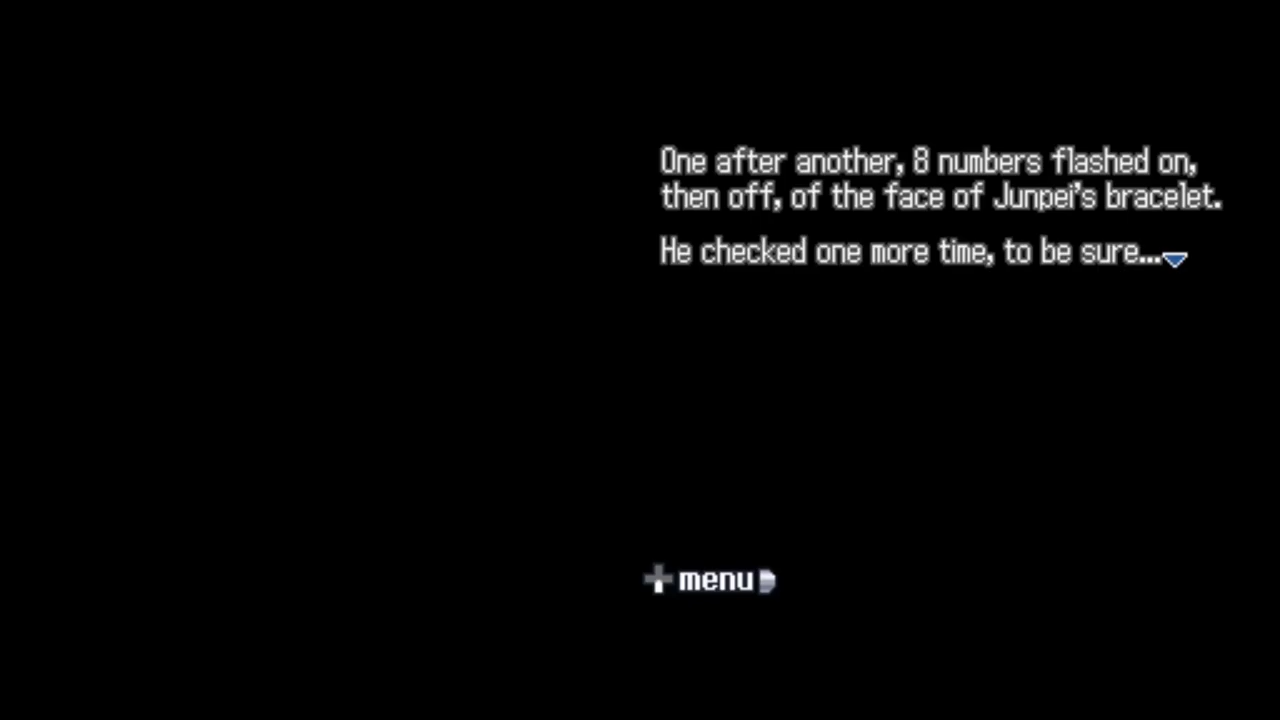 One after another, 8 numbers flashed on,
then off, of the face of Junpei's bracelet.
He checked one more time, to be sure...
menu